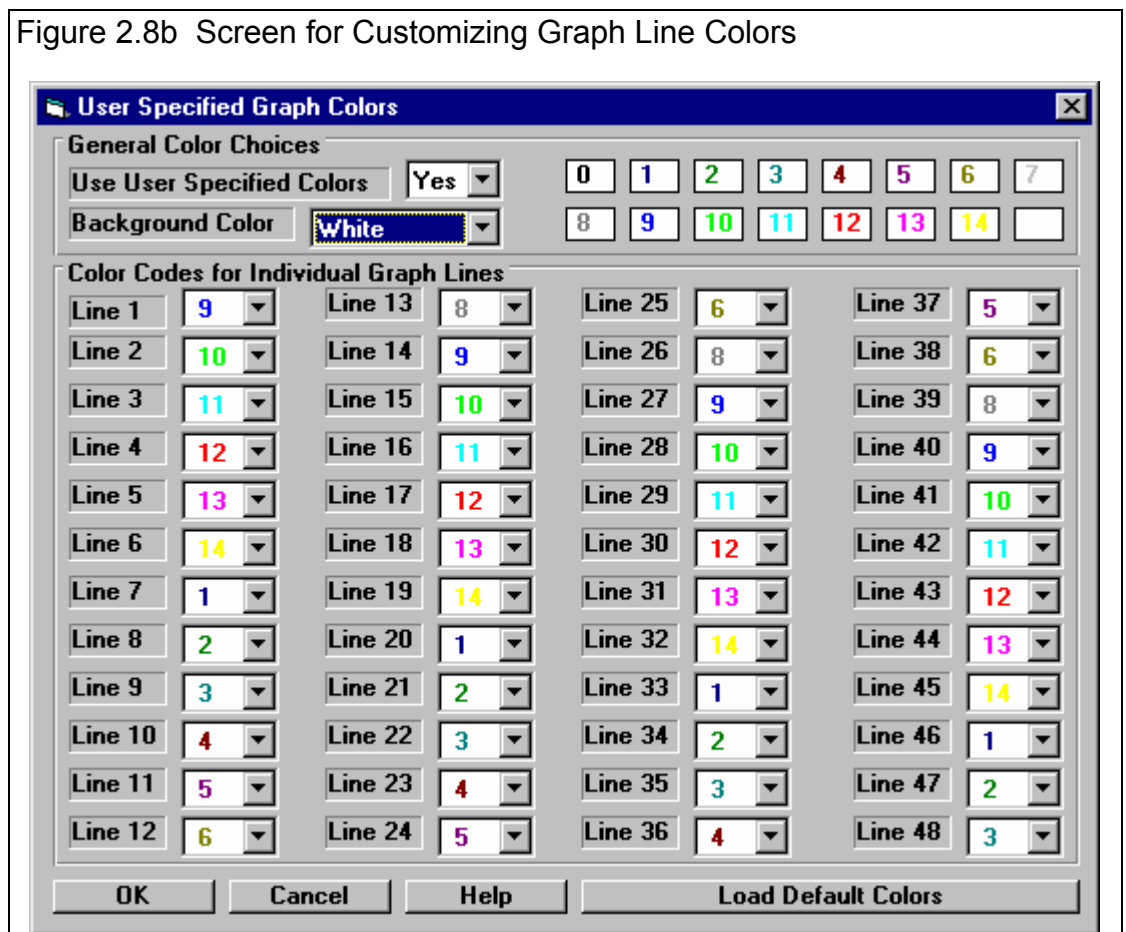 Figure 2.8b Screen for Customizing Graph Line Colors
User Specified Graph Colors
General Color Choices
Use User Specified Colors Yes 0 1 2 3 4 5 6 7
Background Color White 8 9 10 11 12 13 14
Color Codes for Individual Graph Lines
Line 1 9 Line 13 8 Line 25 6 Line 37 5
Line 2 10 Line 14 9 Line 26 8 Line 38 6
Line 3 11 Line 15 10 Line 27 9 Line 39 8
Line 4 12 Line 16 11 Line 28 10 Line 40 9
Line 5 13 Line 17 12 Line 29 11 Line 41 10
Line 6 14 Line 18 13 Line 30 12 Line 42 11
Line 7 1 Line 19 14 Line 31 13 Line 43 12
Line 8 2 Line 20 1 Line 32 14 Line 44 13
Line 9 3 Line 21 2 Line 33 1 Line 45 14
Line 10 4 Line 22 3 Line 34 2 Line 46 1
Line 11 5 Line 23 4 Line 35 3 Line 47 2
Line 12 6 Line 24 5 Line 36 4 Line 48 3
OK Cancel Help Load Default Colors